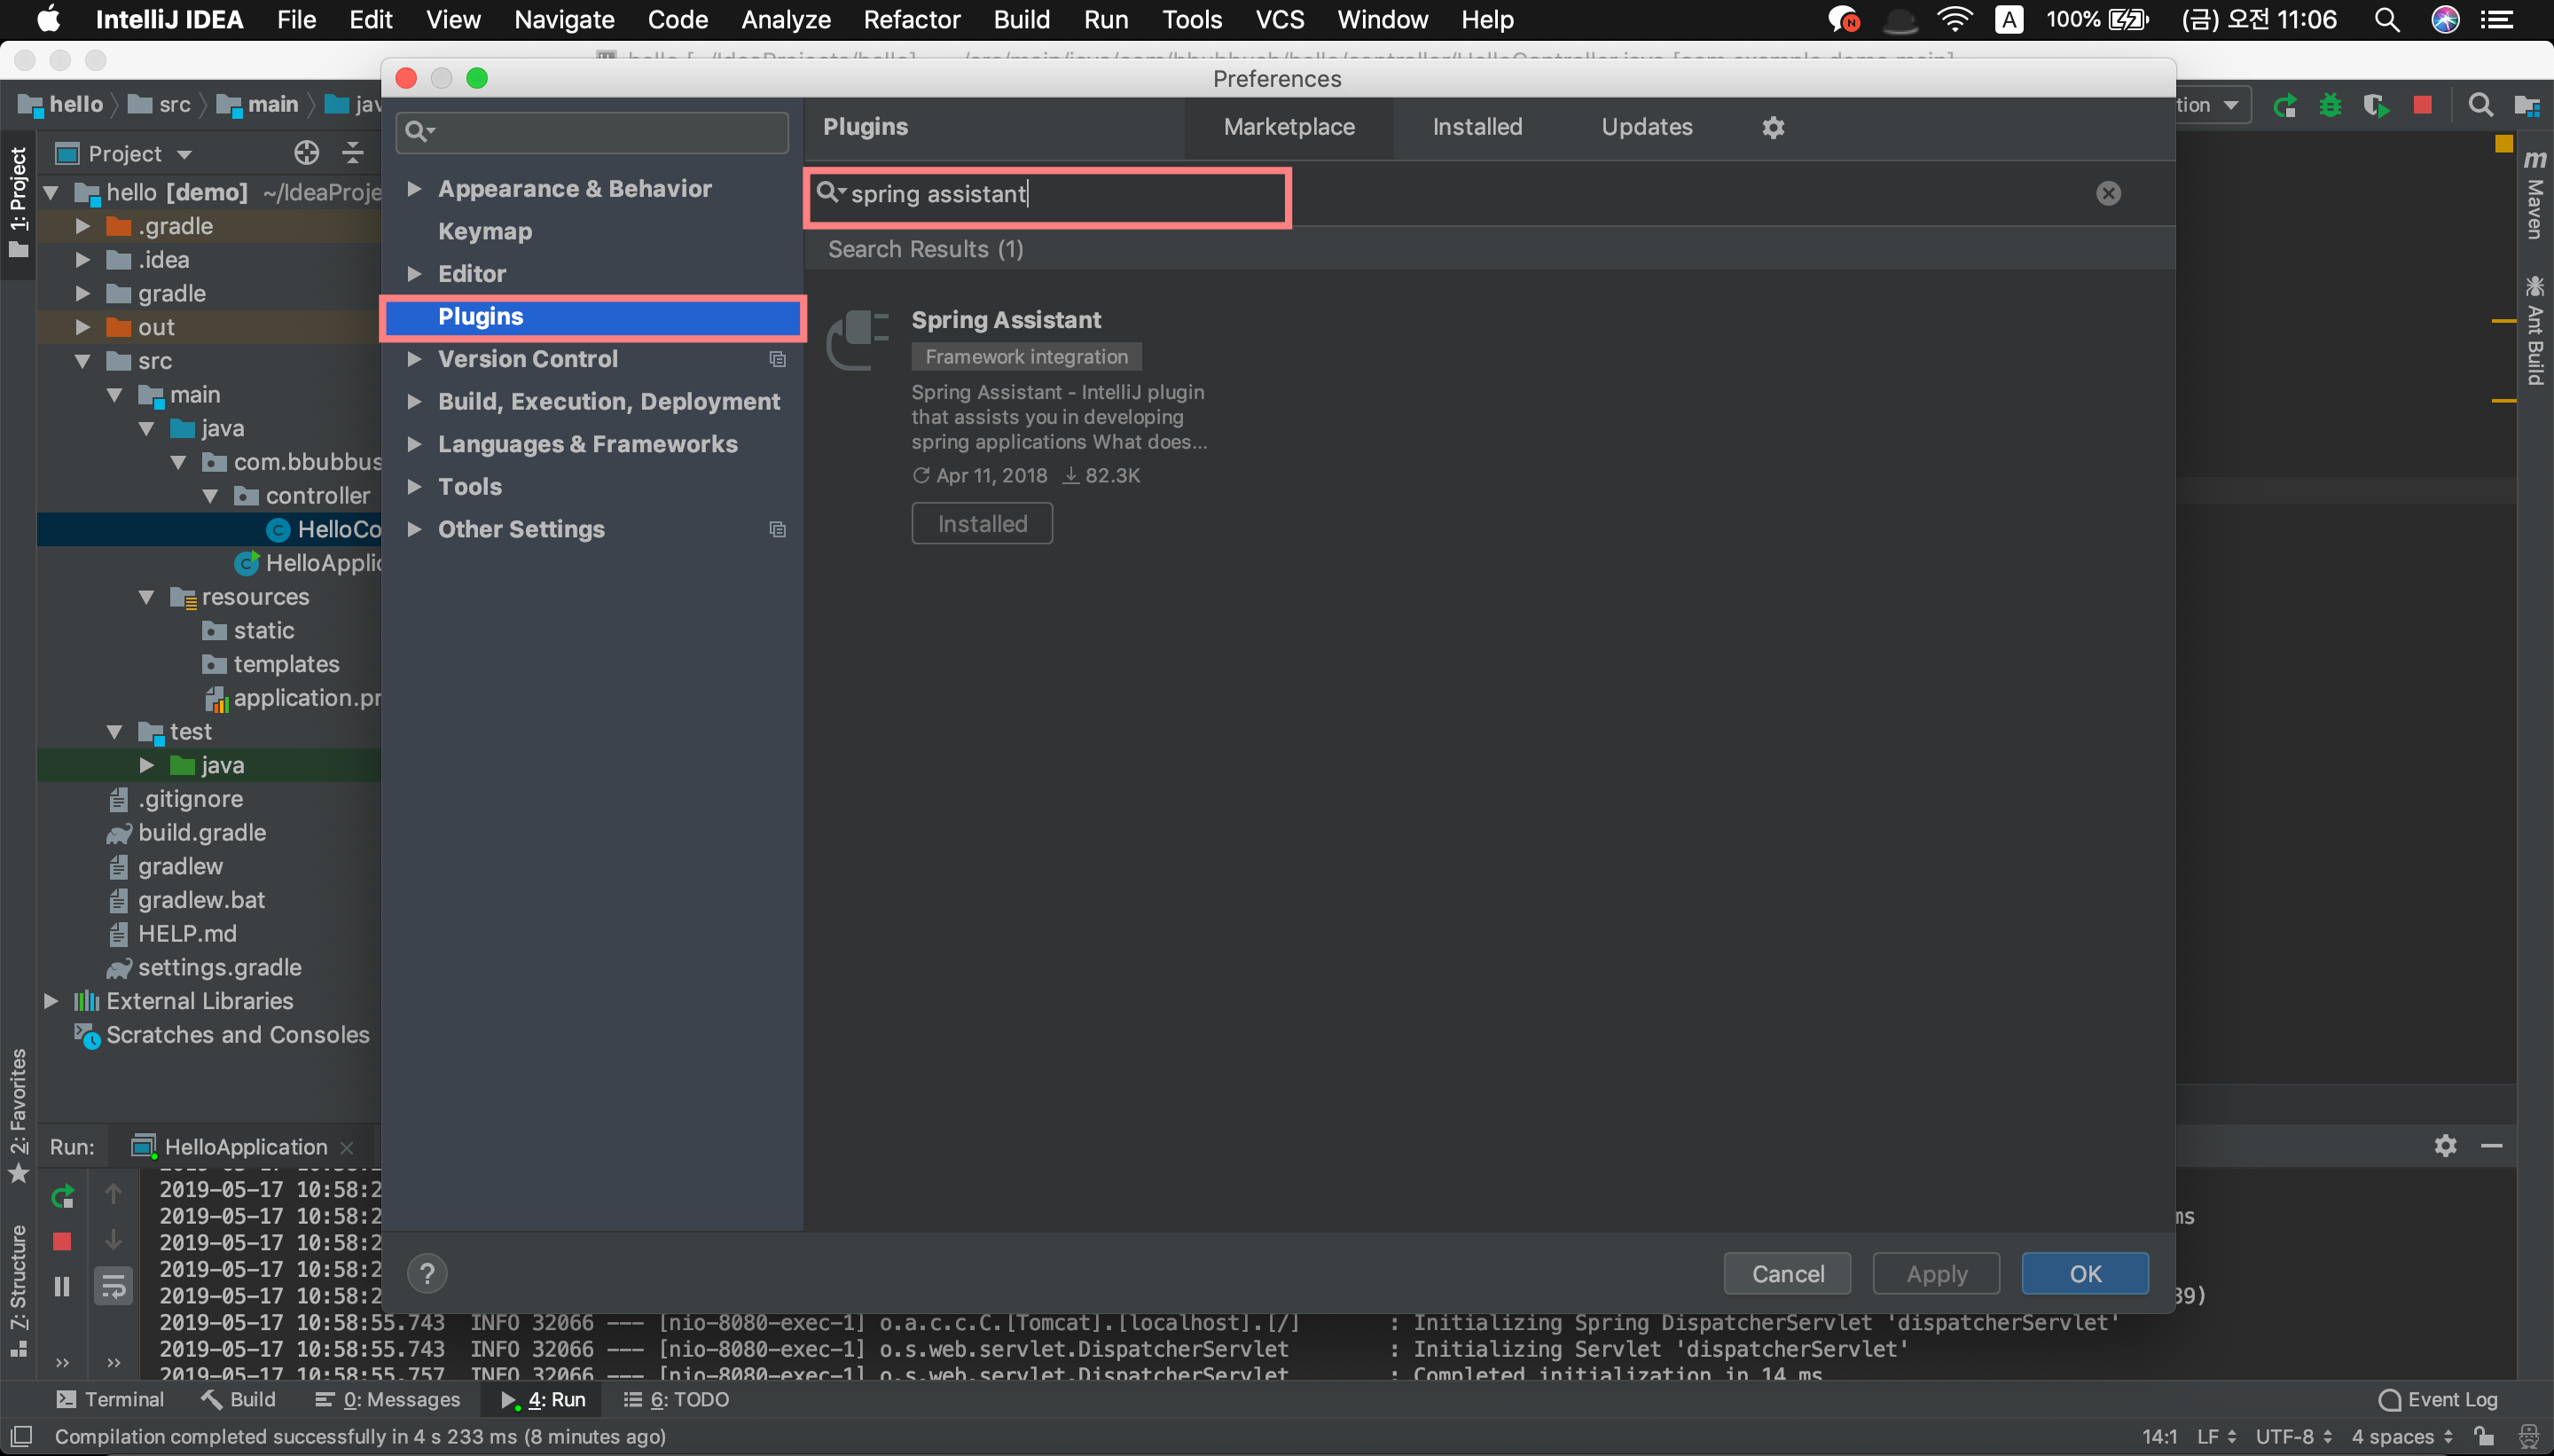 IntelliJ IDEA File Edit View Navigate Code Analyze Refactor Build Run Tools VCS Window Help A 100% (금) 오전 11:06
Preferences
hello src main jav
tion
Project
1: Project
hello [demo] ~/IdeaProje
.gradle
.idea
gradle
out
src
main
java
com.bbubbus
controller
HelloCo
HelloApplic
resources
static
templates
application.pr
test
java
.gitignore
build.gradle
gradlew
gradlew.bat
HELP.md
settings.gradle
External Libraries
Scratches and Consoles
Appearance & Behavior
Keymap
Editor
Plugins
Version Control
Build, Execution, Deployment
Languages & Frameworks
Tools
Other Settings
Plugins Marketplace Installed Updates
spring assistant
Search Results (1)
Spring Assistant
Framework integration
Spring Assistant - IntelliJ plugin
that assists you in developing
spring applications What does...
Apr 11, 2018 82.3K
Installed
? Cancel Apply OK
m Maven
Ant Build
2: Favorites
7: Structure
Run: HelloApplication
2019-05-17 10:58:2
2019-05-17 10:58:2 ms
2019-05-17 10:58:2
2019-05-17 10:58:2
2019-05-17 10:58:2 39)
2019-05-17 10:58:55.743 INFO 32066 --- [nio-8080-exec-1] o.a.c.c.C.[Tomcat].[localhost].[/] : Initializing Spring DispatcherServlet 'dispatcherServlet'
2019-05-17 10:58:55.743 INFO 32066 --- [nio-8080-exec-1] o.s.web.servlet.DispatcherServlet : Initializing Servlet 'dispatcherServlet'
2019-05-17 10:58:55.757 INFO 32066 --- [nio-8080-exec-1] o.s.web.servlet.DispatcherServlet : Completed initialization in 14 ms
Terminal Build 0: Messages 4: Run 6: TODO Event Log
Compilation completed successfully in 4 s 233 ms (8 minutes ago) 14:1 LF UTF-8 4 spaces